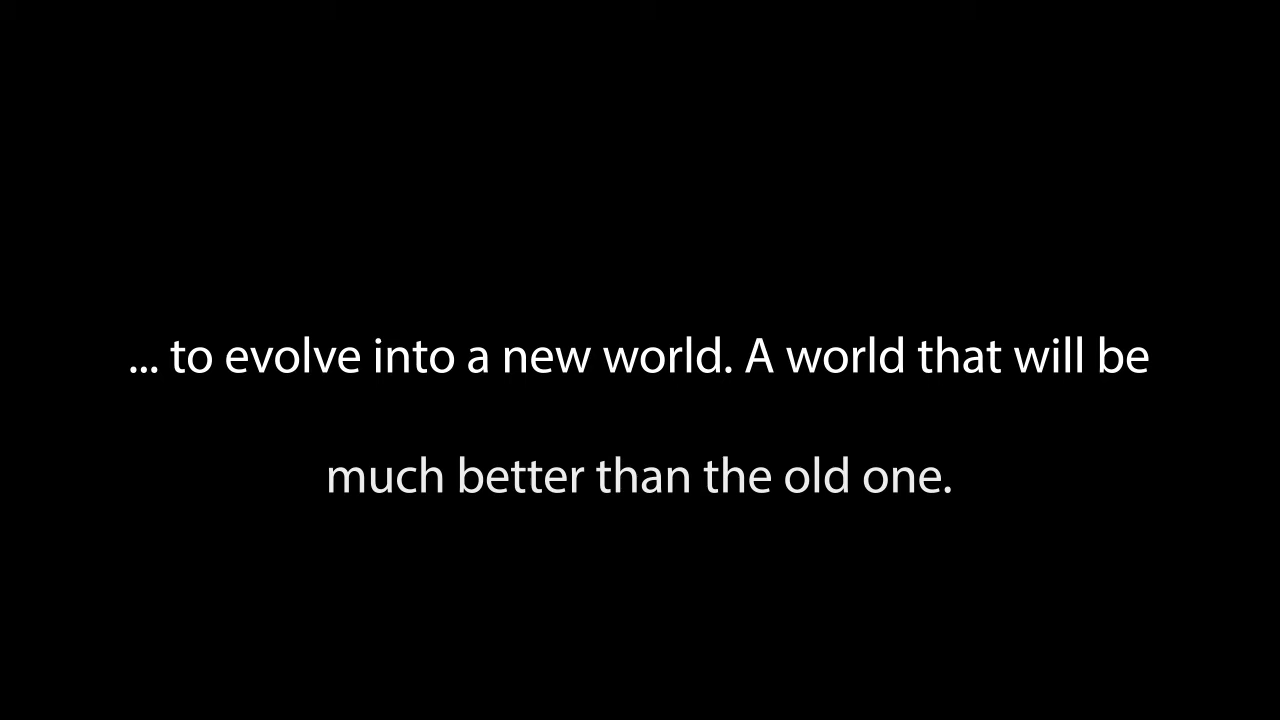 ... to evolve into a new world. A world that will be
much better than the old one.